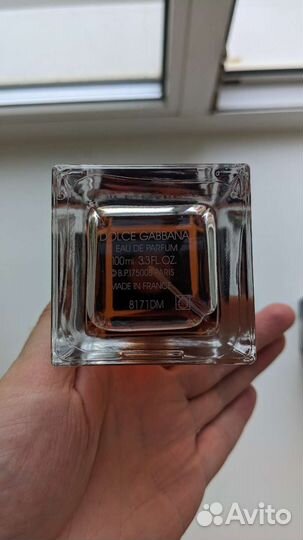 DOLCE GABBANA
EAU DE PARFUM
100ml 3.3FL.OZ.
B.P.175008 PARIS
MADE IN FRANCE
8171DM
Avito